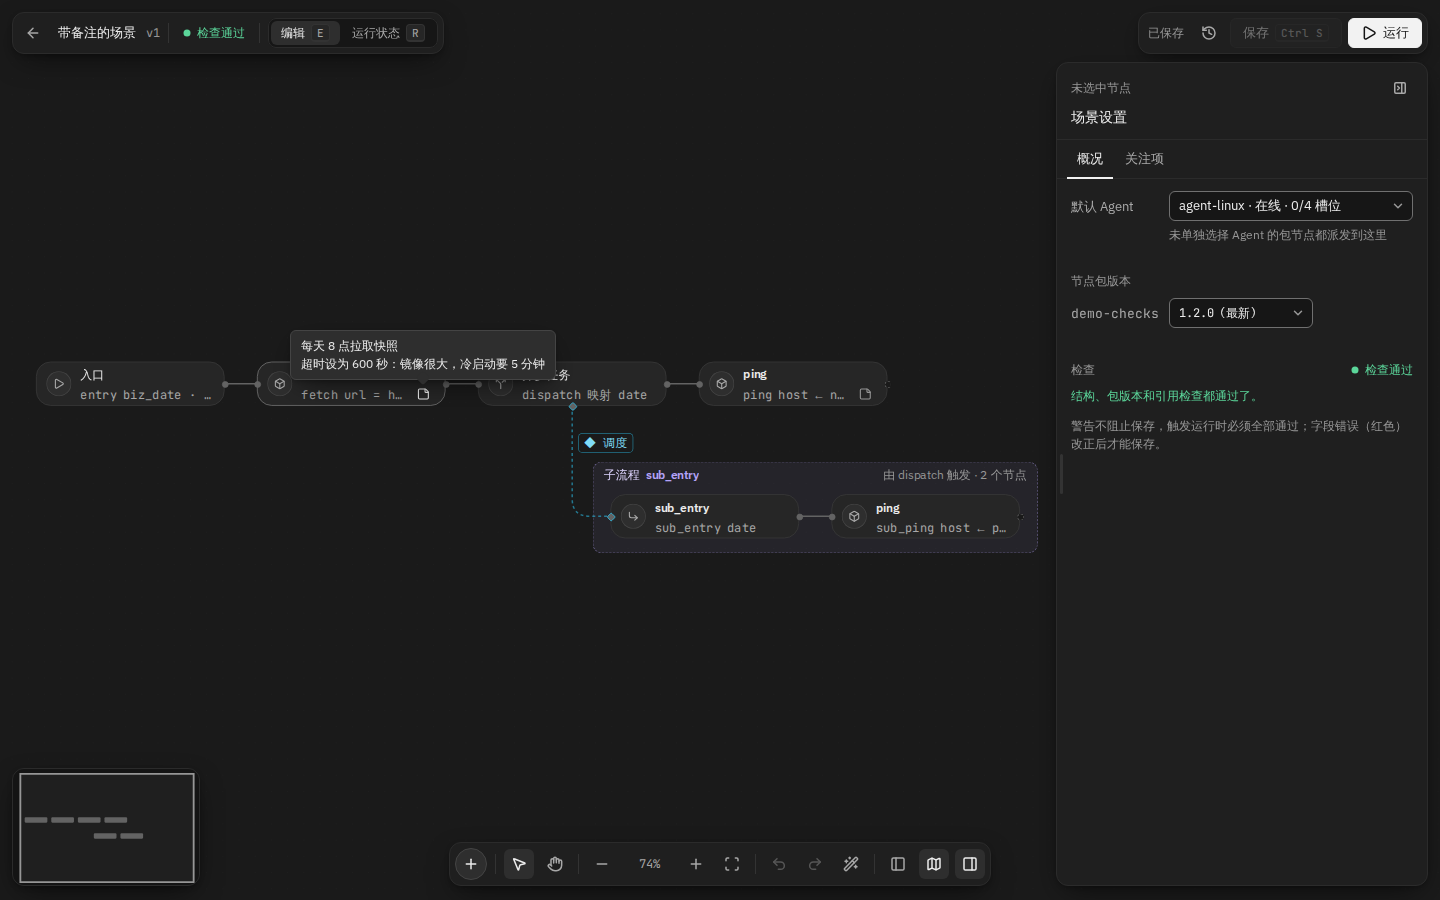 带备注的场景 v1
检查通过
编辑 E
运行状态 R
已保存
保存 Ctrl S
运行
未选中节点
场景设置
概况 关注项
默认 Agent
agent-linux · 在线 · 0/4 槽位
未单独选择 Agent 的包节点都派发到这里
节点包版本
demo-checks
1.2.0 (最新)
检查
检查通过
结构、包版本和引用检查都通过了。
警告不阻止保存，触发运行时必须全部通过；字段错误（红色）
改正后才能保存。
每天 8 点拉取快照
超时设为 600 秒：镜像很大，冷启动要 5 分钟
入口
entry biz_date · …
fetch url = h…
任务
dispatch 映射 date
ping
ping host ← n…
调度
子流程 sub_entry
由 dispatch 触发 · 2 个节点
sub_entry
sub_entry date
ping
sub_ping host ← p…
74%